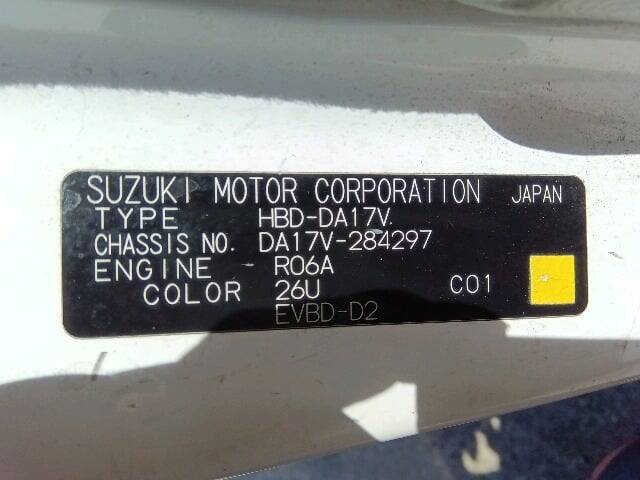 SUZUKI MOTOR CORPORATION JAPAN
TYPE HBD-DA17V
CHASSIS NO. DA17V-284297
ENGINE R06A
COLOR 26U C01
EVBD-D2